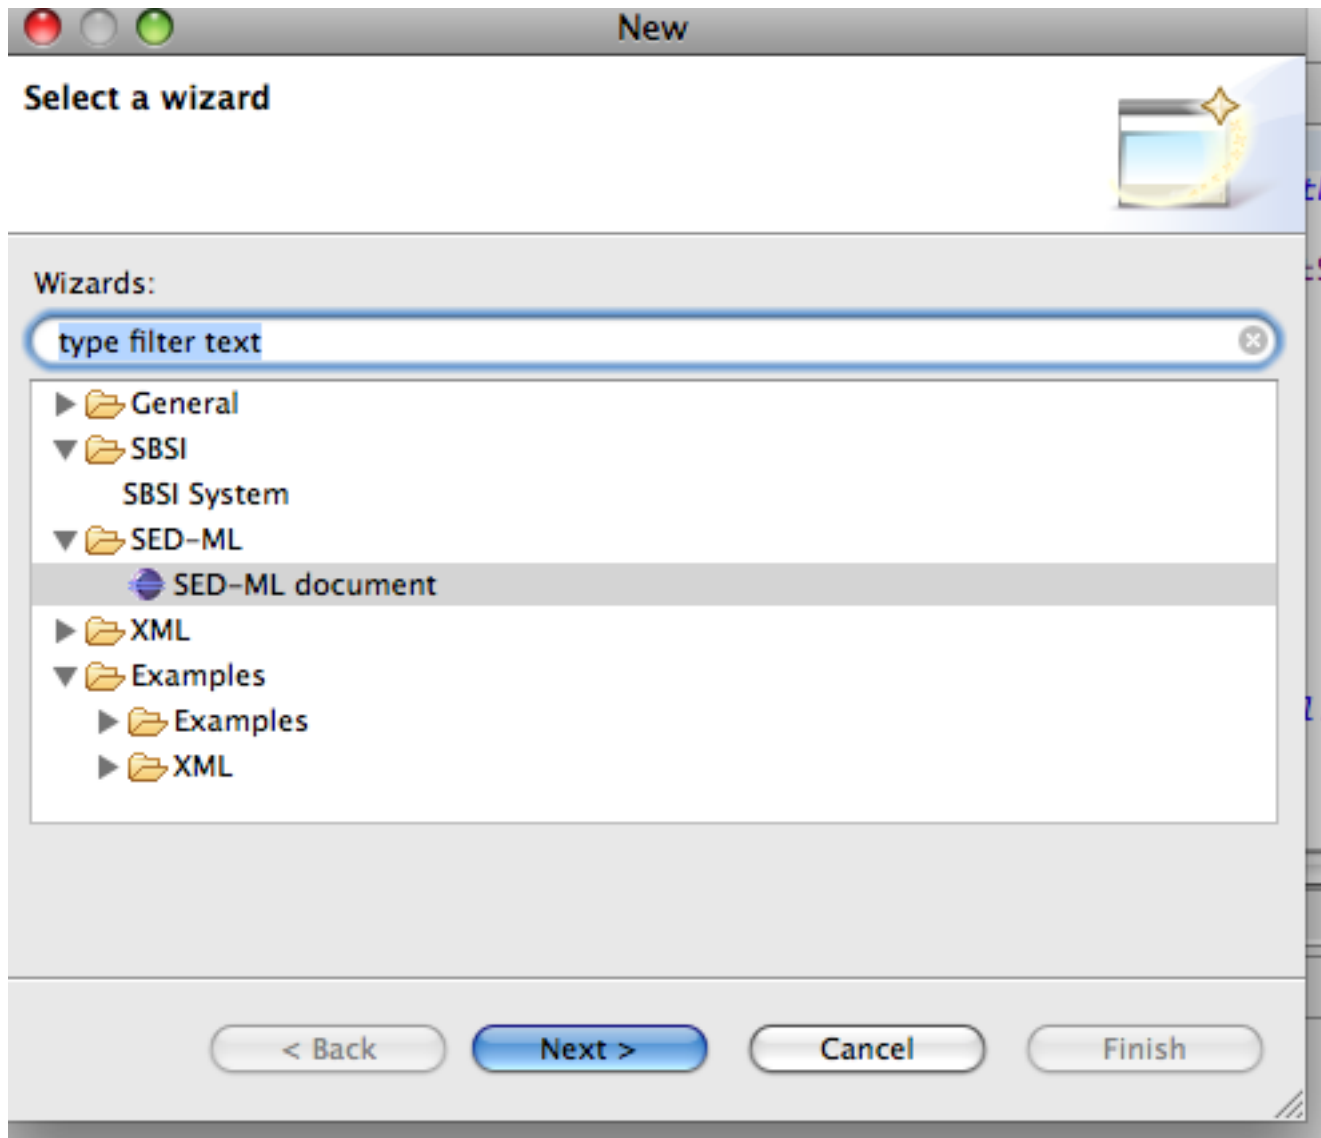 New
Select a wizard
Wizards:
type filter text
General
SBSI
SBSI System
SED-ML
SED-ML document
XML
Examples
Examples
XML
< Back Next > Cancel Finish